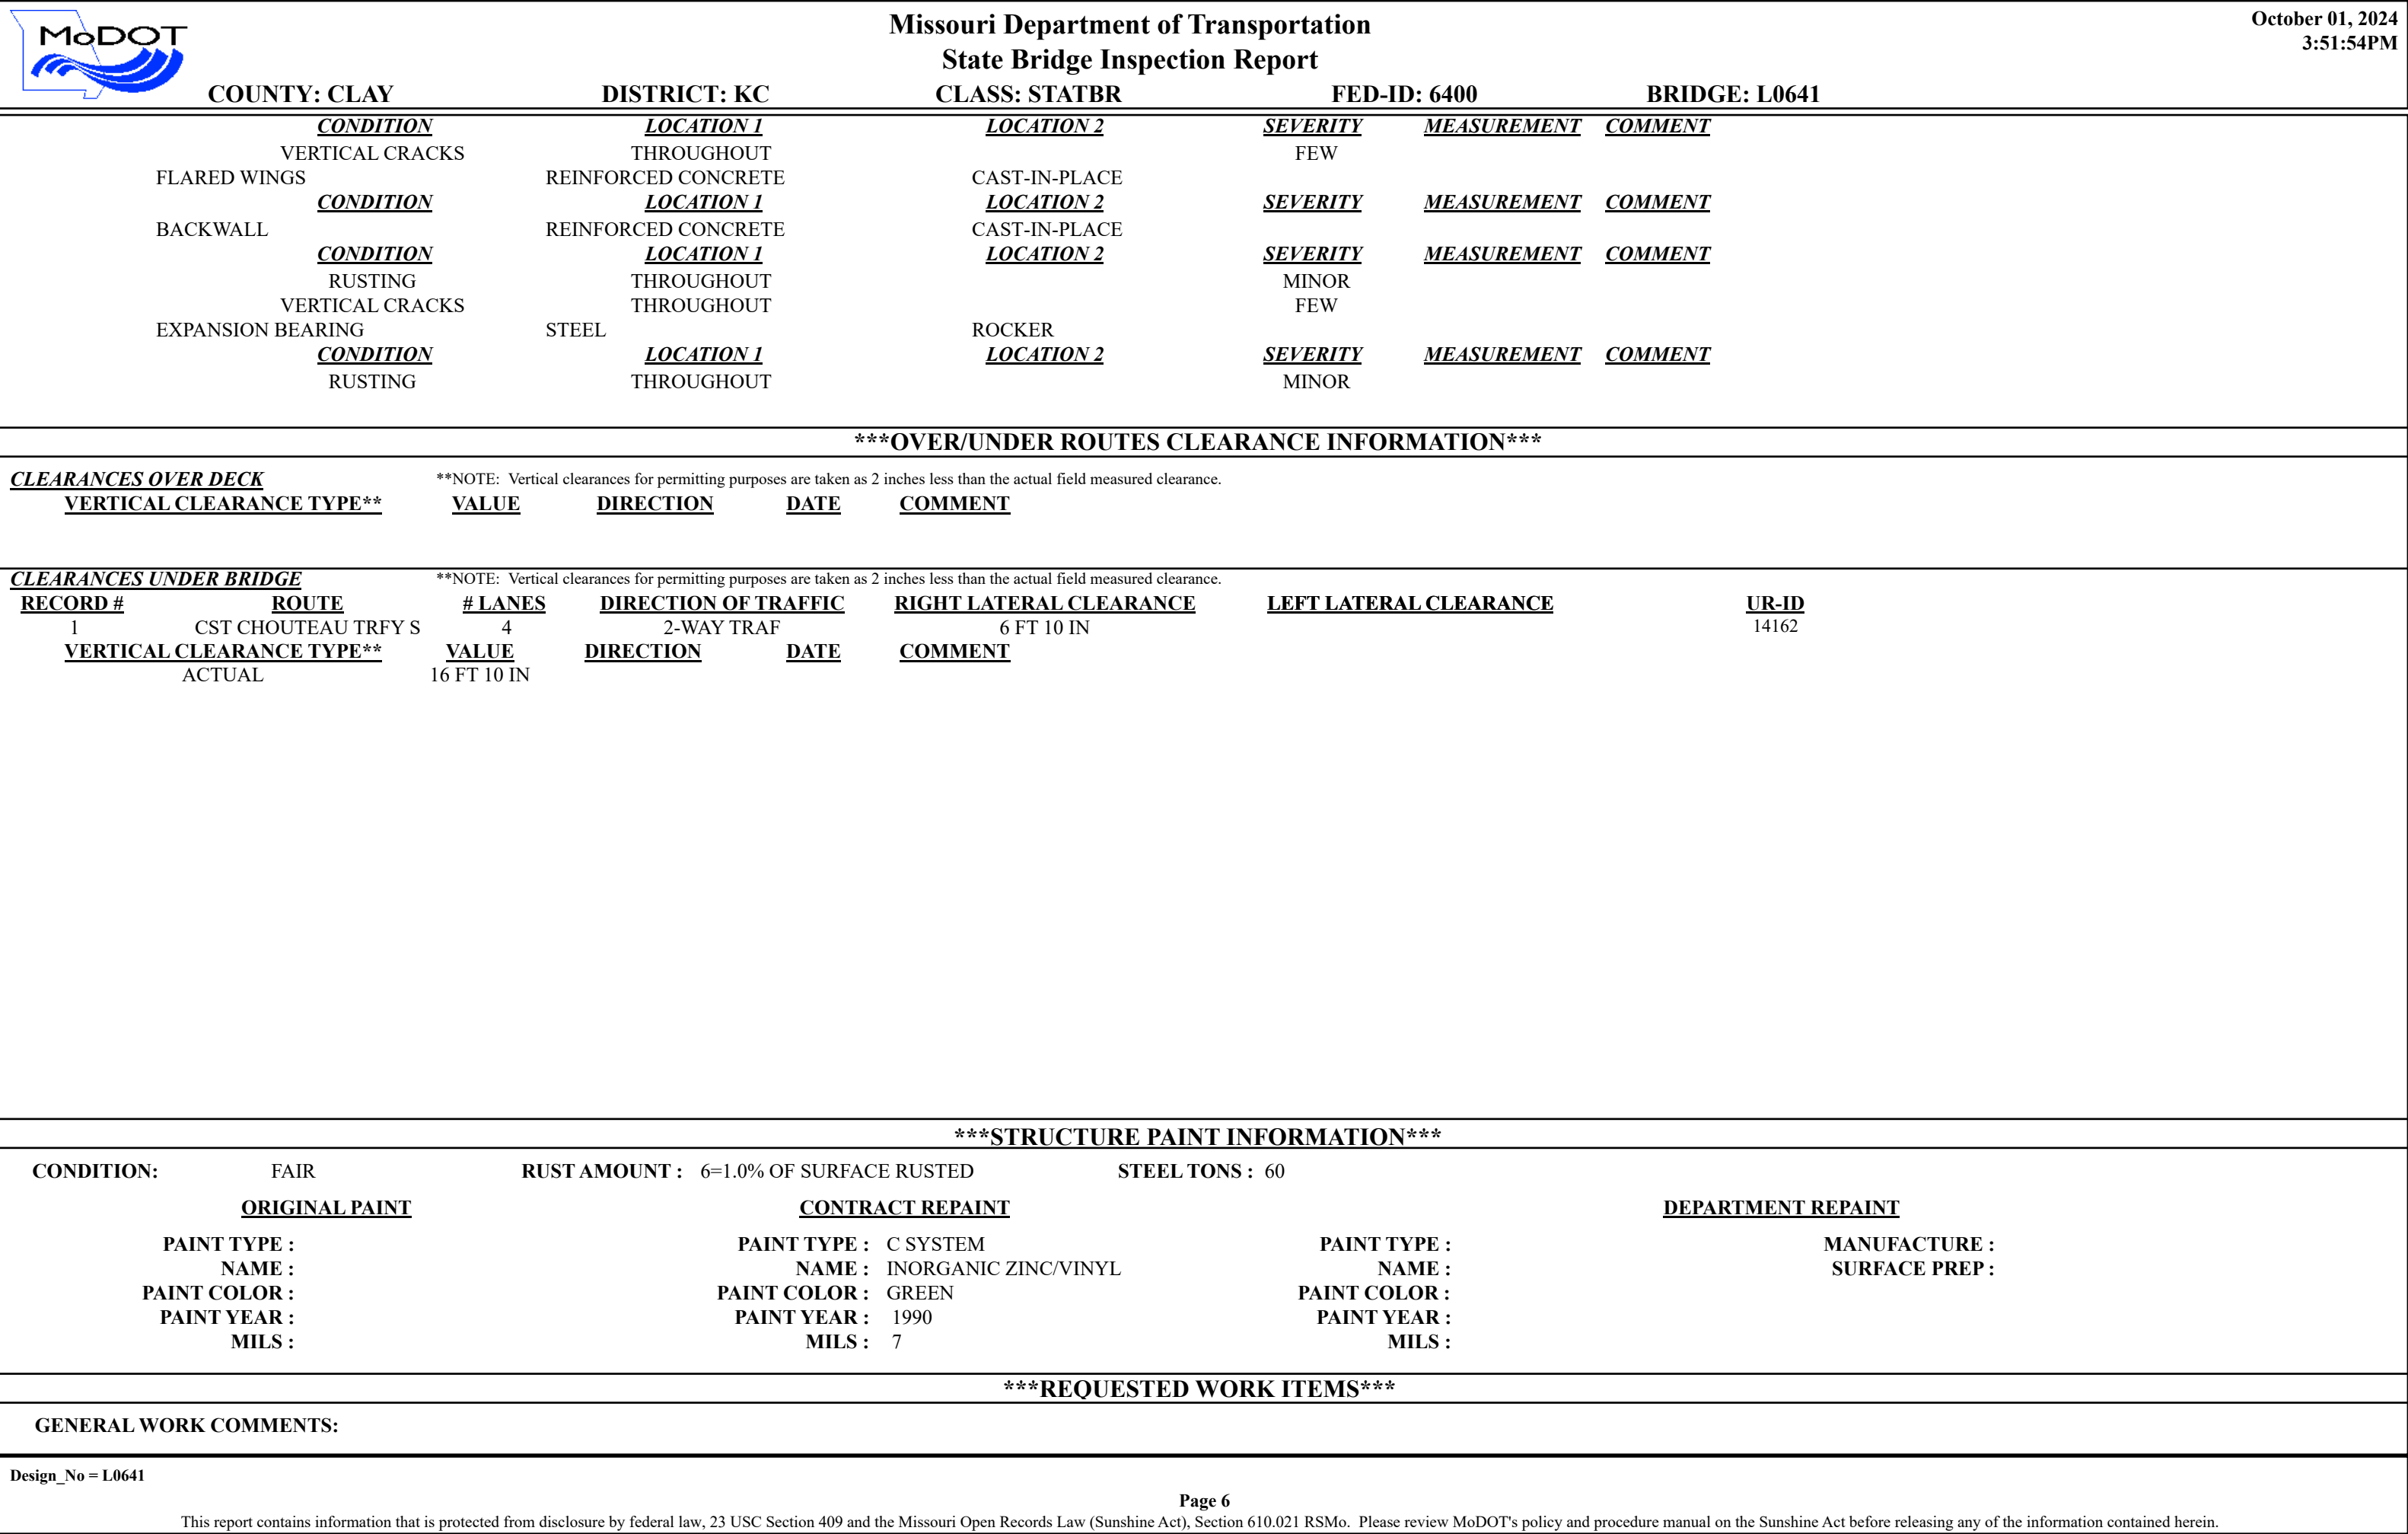 MoDOT
Missouri Department of Transportation
State Bridge Inspection Report
October 01, 2024
3:51:54PM
COUNTY: CLAY DISTRICT: KC CLASS: STATBR FED-ID: 6400 BRIDGE: L0641
CONDITION LOCATION 1 LOCATION 2 SEVERITY MEASUREMENT COMMENT
VERTICAL CRACKS THROUGHOUT FEW
FLARED WINGS REINFORCED CONCRETE CAST-IN-PLACE
CONDITION LOCATION 1 LOCATION 2 SEVERITY MEASUREMENT COMMENT
BACKWALL REINFORCED CONCRETE CAST-IN-PLACE
CONDITION LOCATION 1 LOCATION 2 SEVERITY MEASUREMENT COMMENT
RUSTING THROUGHOUT MINOR
VERTICAL CRACKS THROUGHOUT FEW
EXPANSION BEARING STEEL ROCKER
CONDITION LOCATION 1 LOCATION 2 SEVERITY MEASUREMENT COMMENT
RUSTING THROUGHOUT MINOR
***OVER/UNDER ROUTES CLEARANCE INFORMATION***
CLEARANCES OVER DECK **NOTE: Vertical clearances for permitting purposes are taken as 2 inches less than the actual field measured clearance.
VERTICAL CLEARANCE TYPE** VALUE DIRECTION DATE COMMENT
CLEARANCES UNDER BRIDGE **NOTE: Vertical clearances for permitting purposes are taken as 2 inches less than the actual field measured clearance.
RECORD # ROUTE # LANES DIRECTION OF TRAFFIC RIGHT LATERAL CLEARANCE LEFT LATERAL CLEARANCE UR-ID
1 CST CHOUTEAU TRFY S 4 2-WAY TRAF 6 FT 10 IN 14162
VERTICAL CLEARANCE TYPE** VALUE DIRECTION DATE COMMENT
ACTUAL 16 FT 10 IN
***STRUCTURE PAINT INFORMATION***
CONDITION: FAIR RUST AMOUNT : 6=1.0% OF SURFACE RUSTED STEEL TONS : 60
ORIGINAL PAINT CONTRACT REPAINT DEPARTMENT REPAINT
PAINT TYPE : PAINT TYPE : C SYSTEM PAINT TYPE : MANUFACTURE :
NAME : NAME : INORGANIC ZINC/VINYL NAME : SURFACE PREP :
PAINT COLOR : PAINT COLOR : GREEN PAINT COLOR :
PAINT YEAR : PAINT YEAR : 1990 PAINT YEAR :
MILS : MILS : 7 MILS :
***REQUESTED WORK ITEMS***
GENERAL WORK COMMENTS:
Design_No = L0641
Page 6
This report contains information that is protected from disclosure by federal law, 23 USC Section 409 and the Missouri Open Records Law (Sunshine Act), Section 610.021 RSMo. Please review MoDOT's policy and procedure manual on the Sunshine Act before releasing any of the information contained herein.